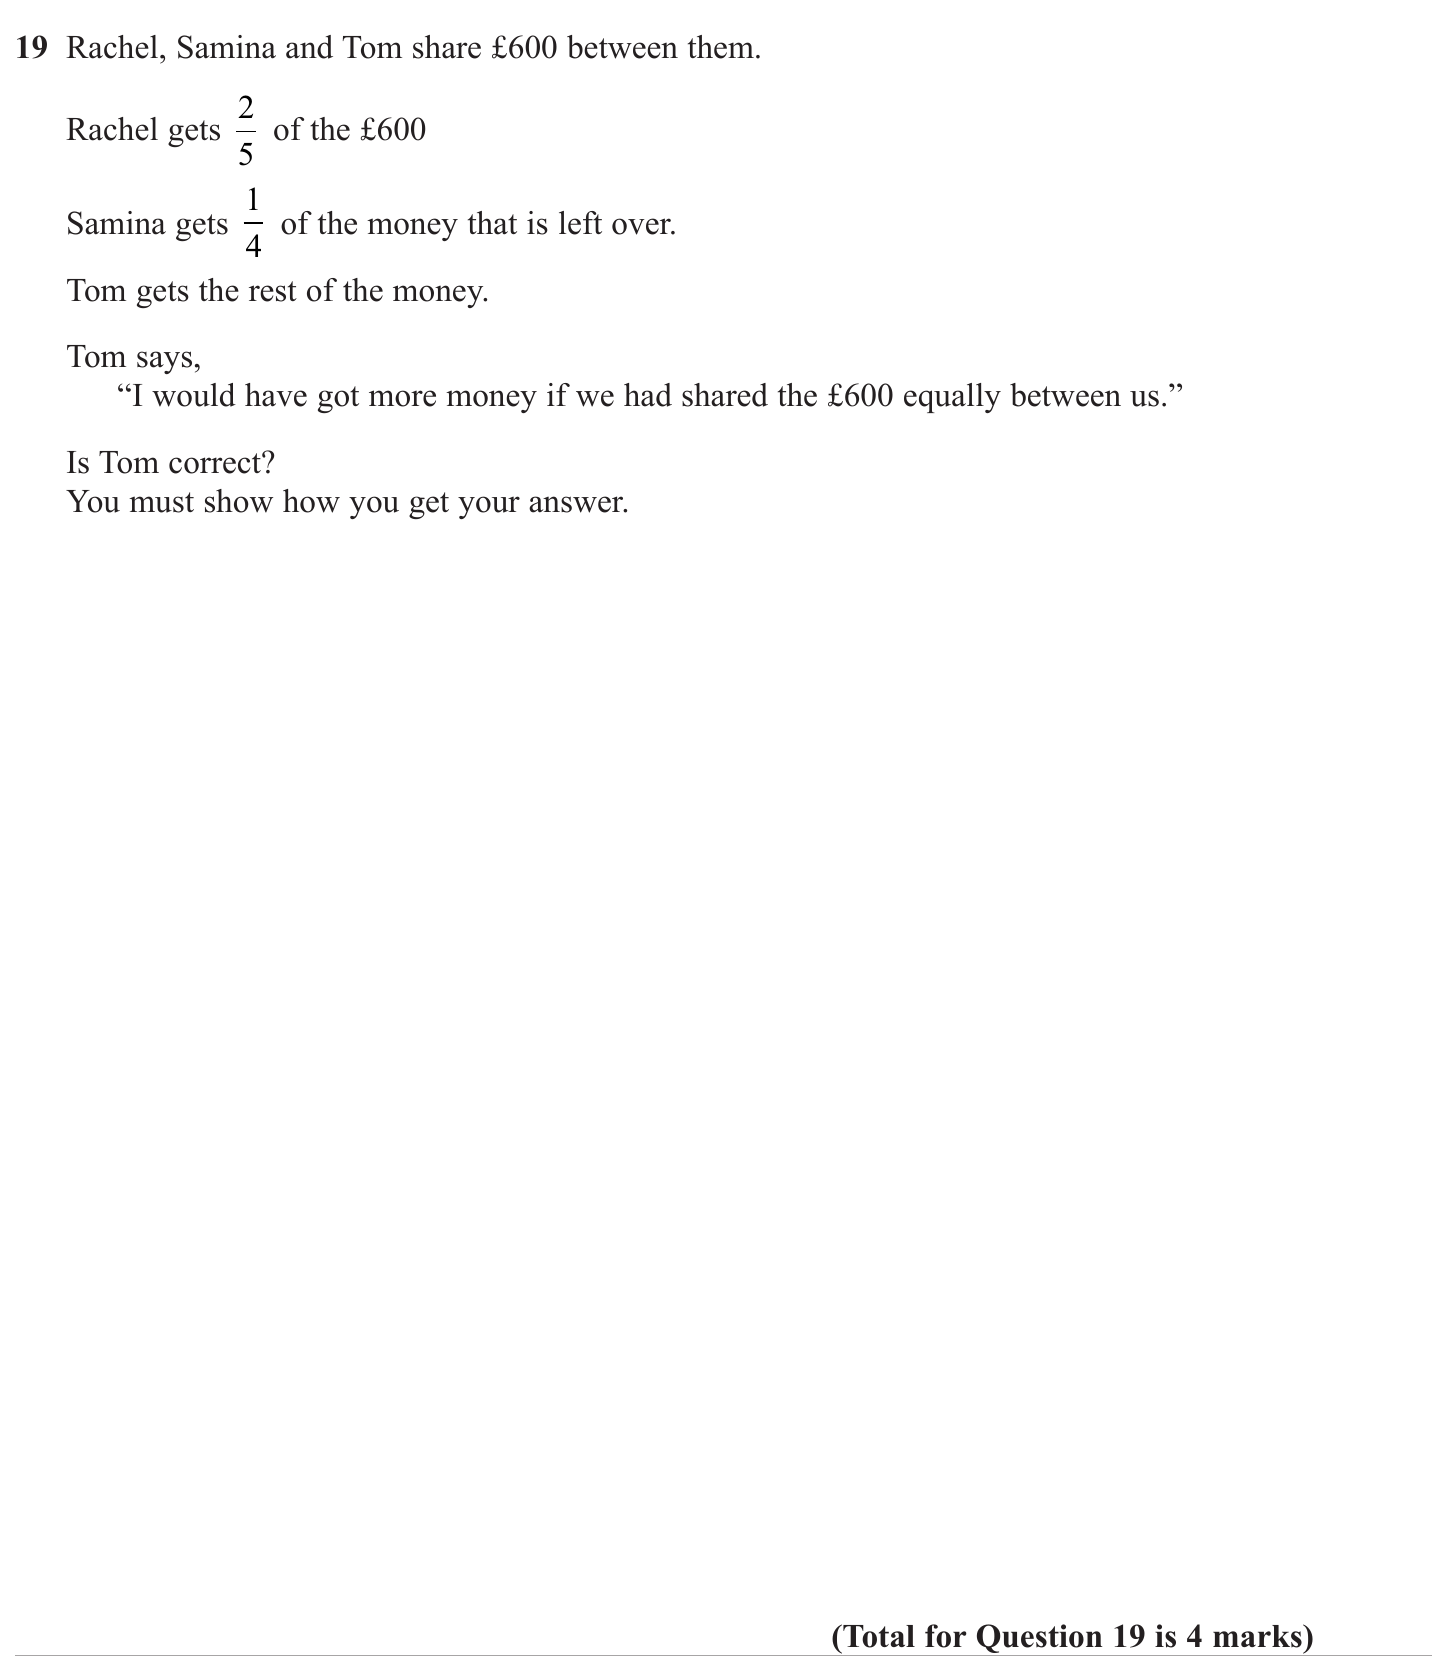 19 Rachel, Samina and Tom share £600 between them.
Rachel gets 2/5 of the £600
Samina gets 1/4 of the money that is left over.
Tom gets the rest of the money.
Tom says,
“I would have got more money if we had shared the £600 equally between us.”
Is Tom correct?
You must show how you get your answer.
(Total for Question 19 is 4 marks)